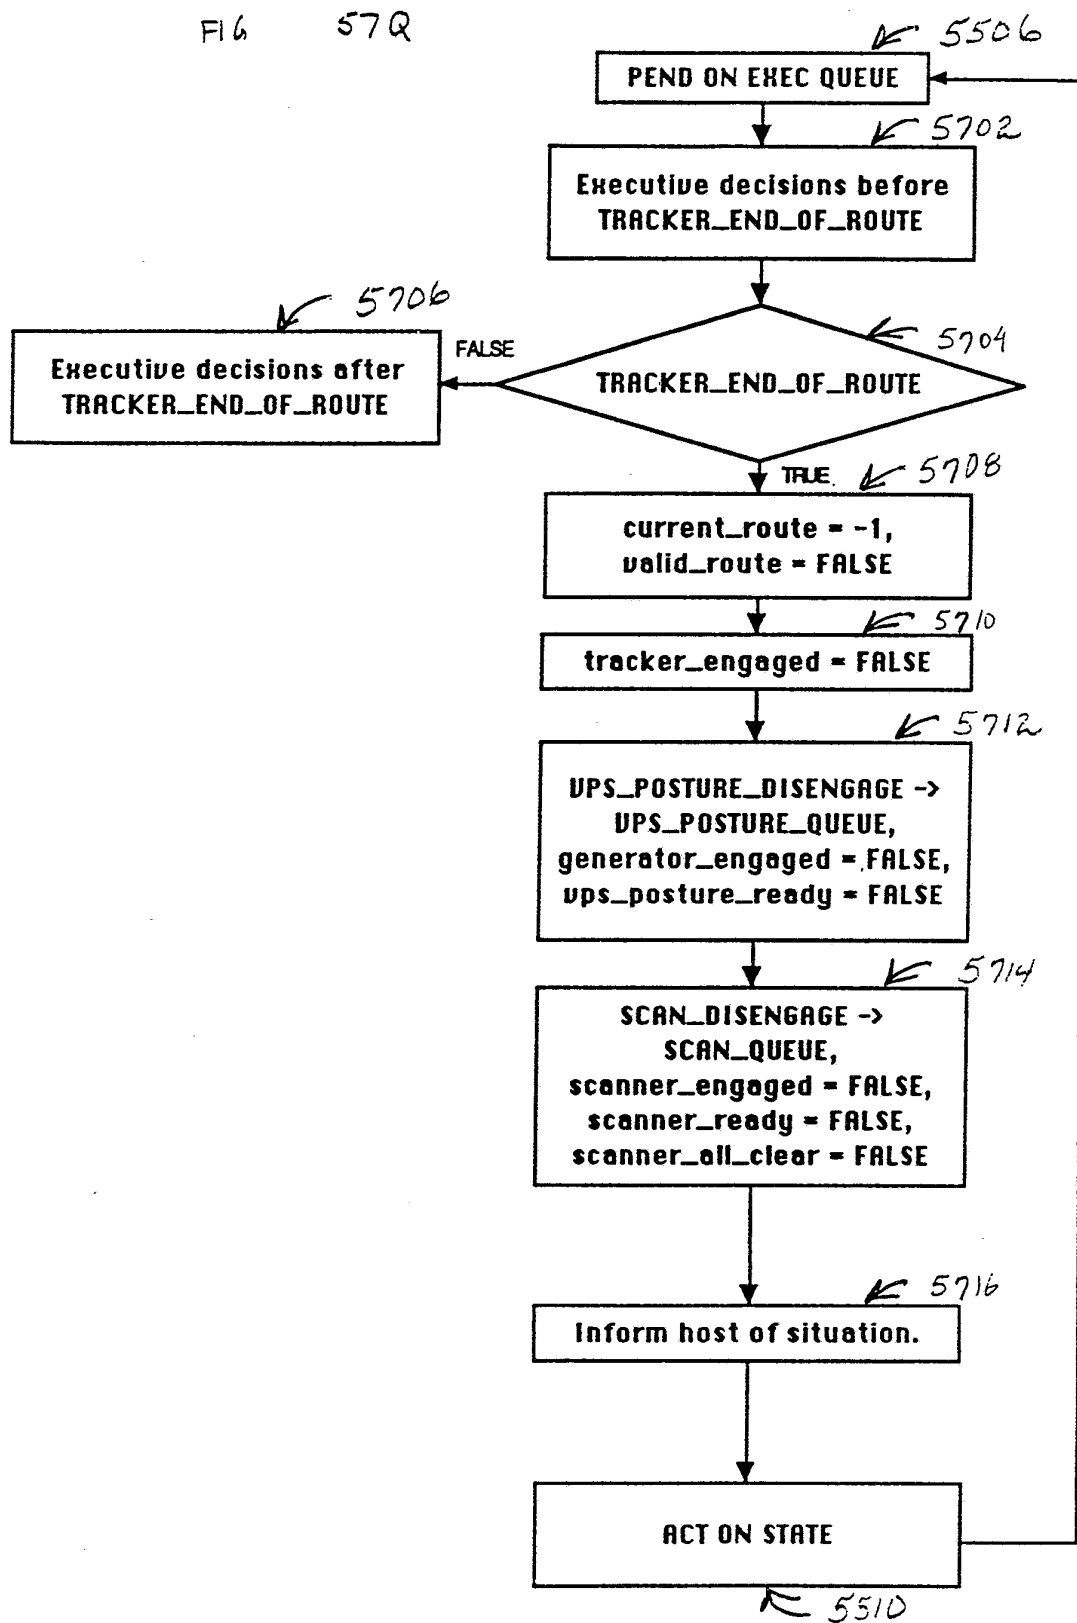 FIG 57Q
5506
PEND ON EXEC QUEUE
5702
Executive decisions before
TRACKER_END_OF_ROUTE
5706
Executive decisions after
TRACKER_END_OF_ROUTE
FALSE
5704
TRACKER_END_OF_ROUTE
TRUE
5708
current_route = -1,
valid_route = FALSE
5710
tracker_engaged = FALSE
5712
VPS_POSTURE_DISENGAGE ->
VPS_POSTURE_QUEUE,
generator_engaged = FALSE,
vps_posture_ready = FALSE
5714
SCAN_DISENGAGE ->
SCAN_QUEUE,
scanner_engaged = FALSE,
scanner_ready = FALSE,
scanner_all_clear = FALSE
5716
Inform host of situation.
ACT ON STATE
5510